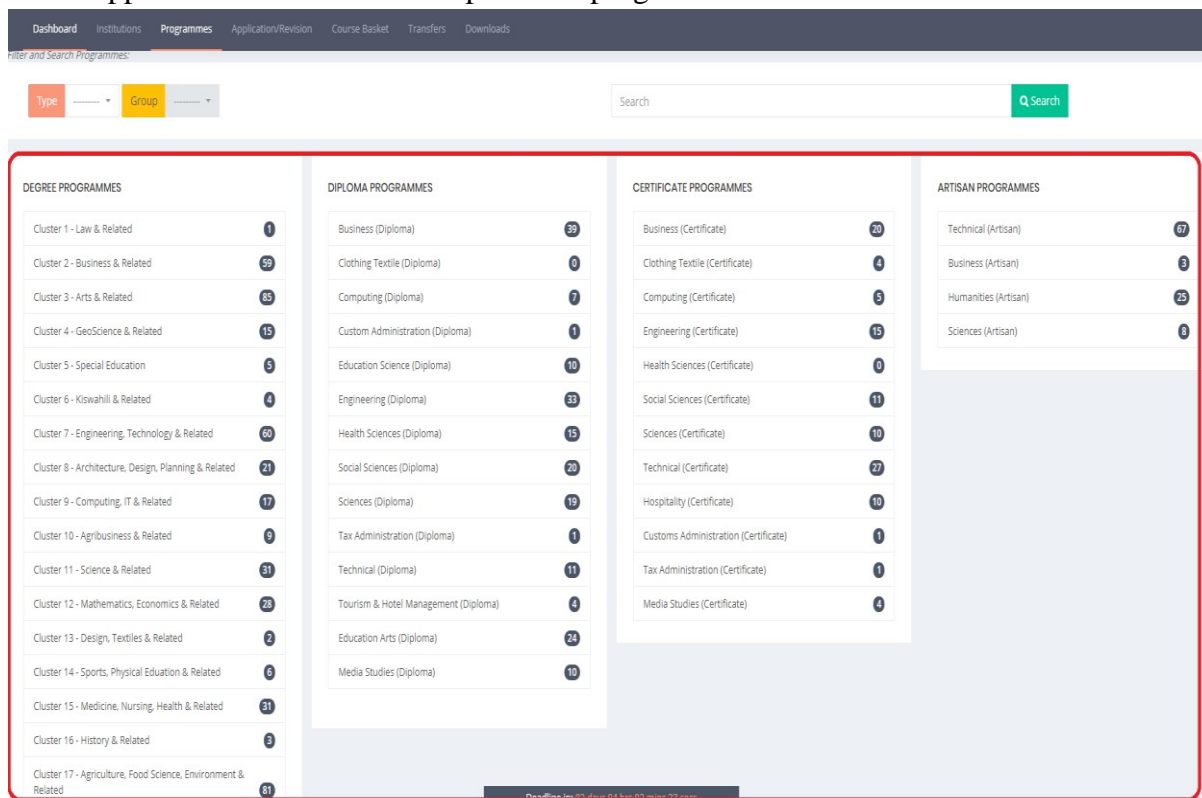 Dashboard Institutions Programmes Application/Revision Course Basket Transfers Downloads
Filter and Search Programmes:
Type Group Search Search
DEGREE PROGRAMMES
Cluster 1 - Law & Related 1
Cluster 2 - Business & Related 59
Cluster 3 - Arts & Related 85
Cluster 4 - GeoScience & Related 15
Cluster 5 - Special Education 5
Cluster 6 - Kiswahili & Related 4
Cluster 7 - Engineering, Technology & Related 60
Cluster 8 - Architecture, Design, Planning & Related 21
Cluster 9 - Computing, IT & Related 17
Cluster 10 - Agribusiness & Related 9
Cluster 11 - Science & Related 31
Cluster 12 - Mathematics, Economics & Related 28
Cluster 13 - Design, Textiles & Related 2
Cluster 14 - Sports, Physical Eduation & Related 6
Cluster 15 - Medicine, Nursing, Health & Related 31
Cluster 16 - History & Related 3
Cluster 17 - Agriculture, Food Science, Environment &
Related 81
DIPLOMA PROGRAMMES
Business (Diploma) 39
Clothing Textile (Diploma) 0
Computing (Diploma) 7
Custom Administration (Diploma) 1
Education Science (Diploma) 10
Engineering (Diploma) 33
Health Sciences (Diploma) 15
Social Sciences (Diploma) 20
Sciences (Diploma) 19
Tax Administration (Diploma) 1
Technical (Diploma) 11
Tourism & Hotel Management (Diploma) 4
Education Arts (Diploma) 24
Media Studies (Diploma) 10
CERTIFICATE PROGRAMMES
Business (Certificate) 20
Clothing Textile (Certificate) 4
Computing (Certificate) 5
Engineering (Certificate) 15
Health Sciences (Certificate) 0
Social Sciences (Certificate) 11
Sciences (Certificate) 10
Technical (Certificate) 27
Hospitality (Certificate) 10
Customs Administration (Certificate) 1
Tax Administration (Certificate) 1
Media Studies (Certificate) 4
ARTISAN PROGRAMMES
Technical (Artisan) 67
Business (Artisan) 3
Humanities (Artisan) 25
Sciences (Artisan) 8
Deadline in: